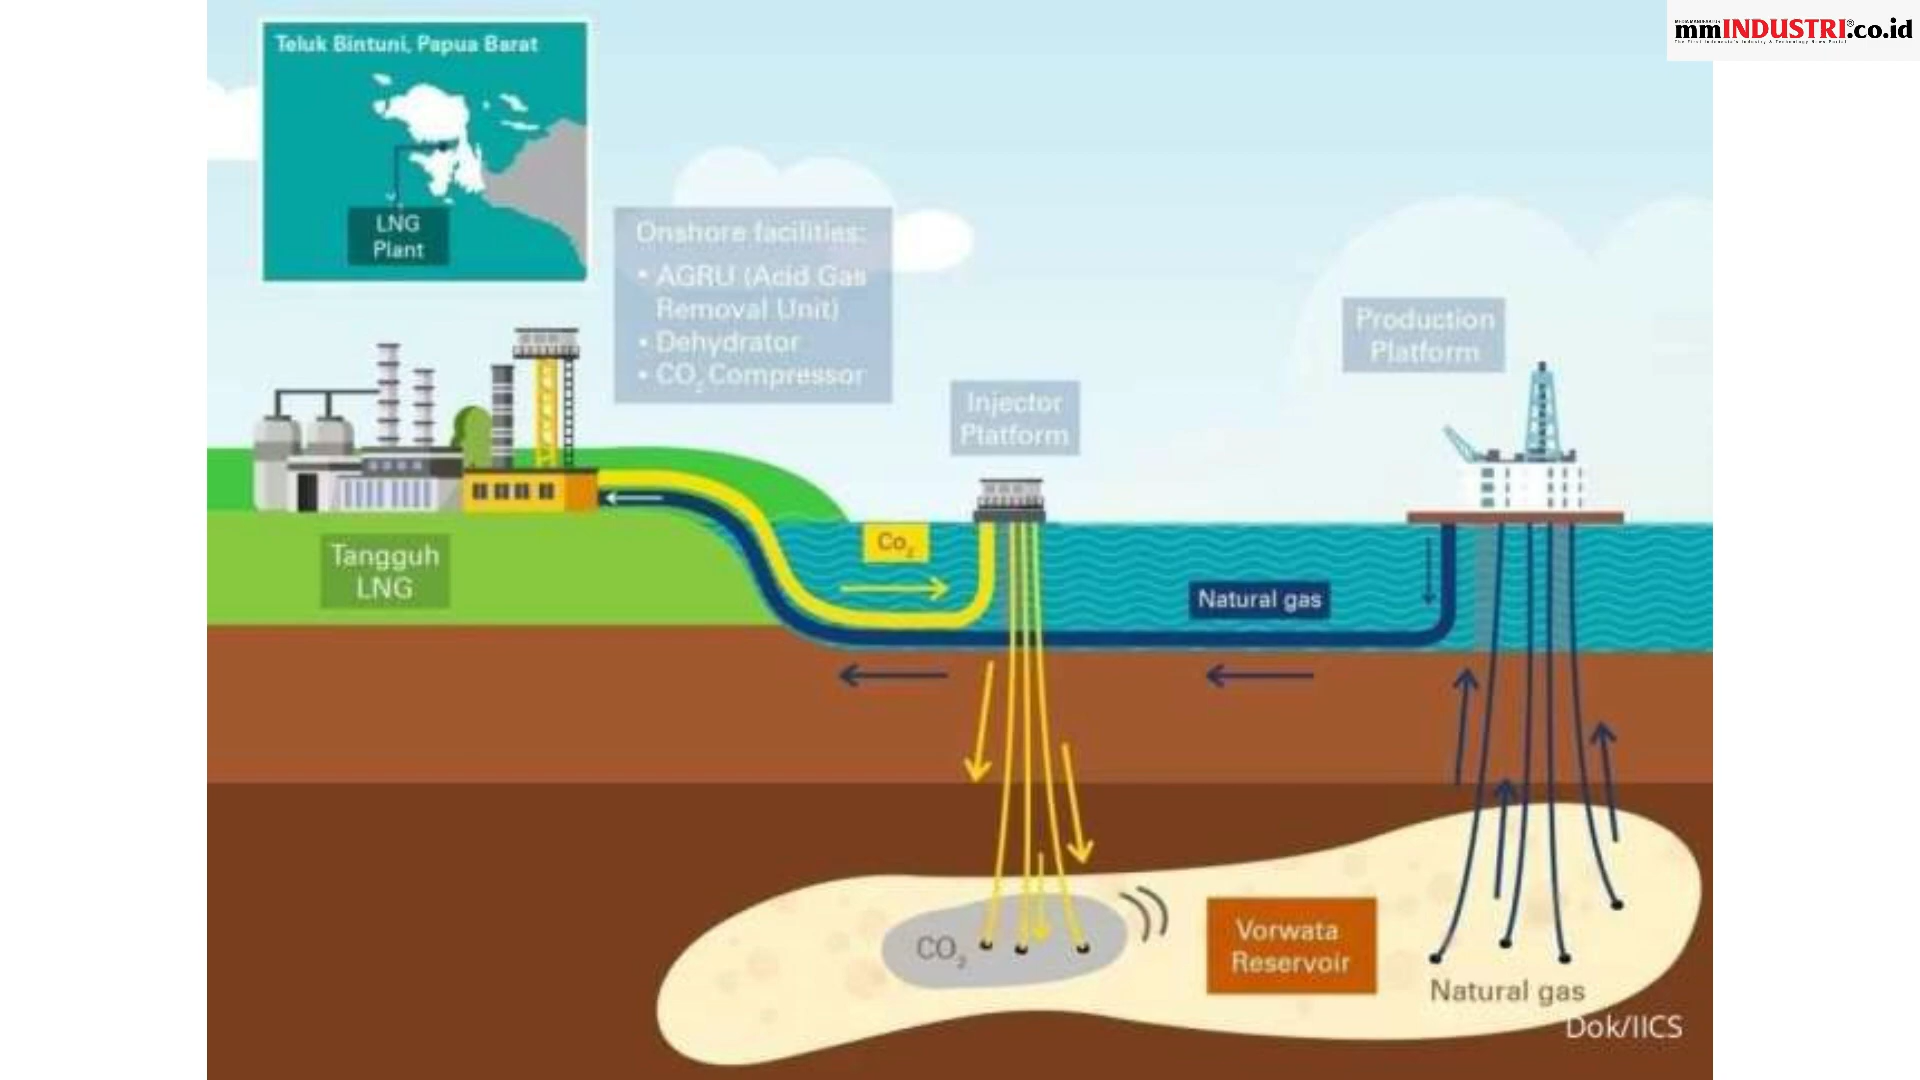 mmINDUSTRI®co.id
Teluk Bintuni, Papua Barat
LNG
Plant
Onshore facilities:
• AGRU (Acid Gas
Removal Unit)
• Dehydrator
• CO₂ Compressor
Production
Platform
Injector
Platform
Tangguh
LNG
Co₂
Natural gas
CO₂
Vorwata
Reservoir
Natural gas
Dok/IICS